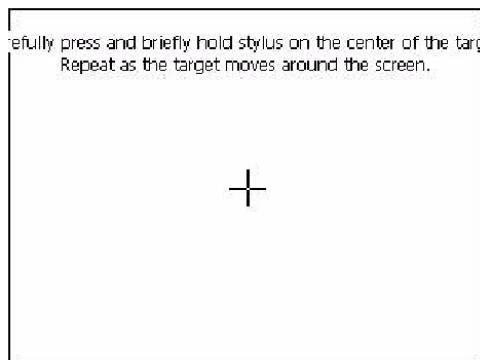 refully press and briefly hold stylus on the center of the targ
Repeat as the target moves around the screen.